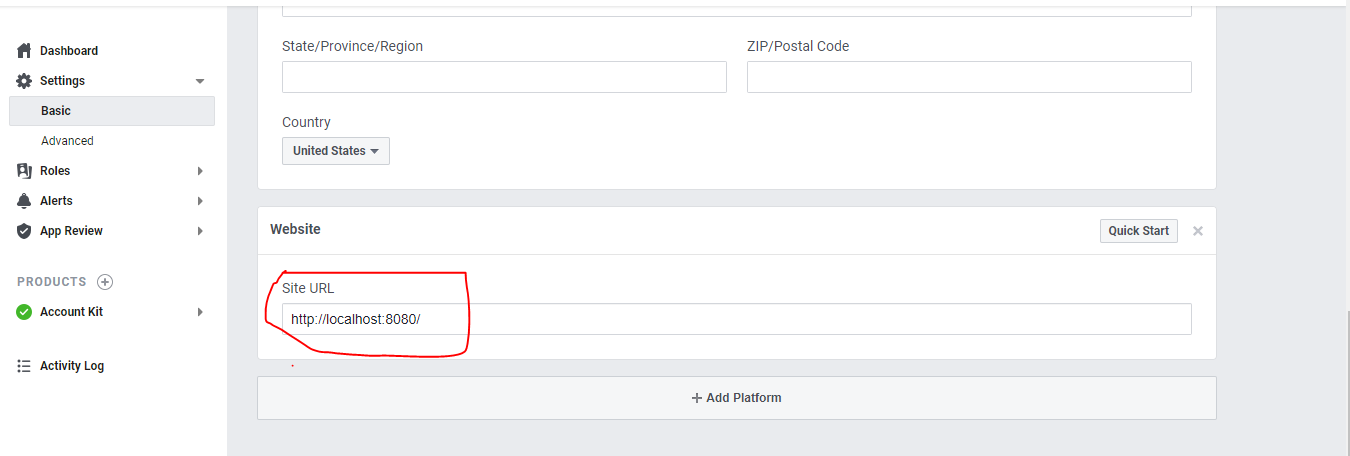 Dashboard
Settings
Basic
Advanced
Roles
Alerts
App Review
PRODUCTS
Account Kit
Activity Log
State/Province/Region
ZIP/Postal Code
Country
United States
Website
Quick Start
Site URL
http://localhost:8080/
Add Platform